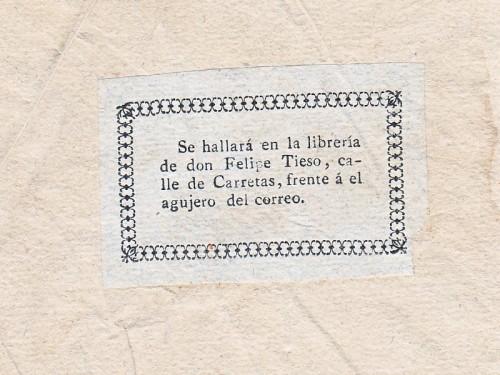 Se hallará en la librería
de don Felipe Tieso, ca-
lle de Carretas, frente á el
agujero del correo.